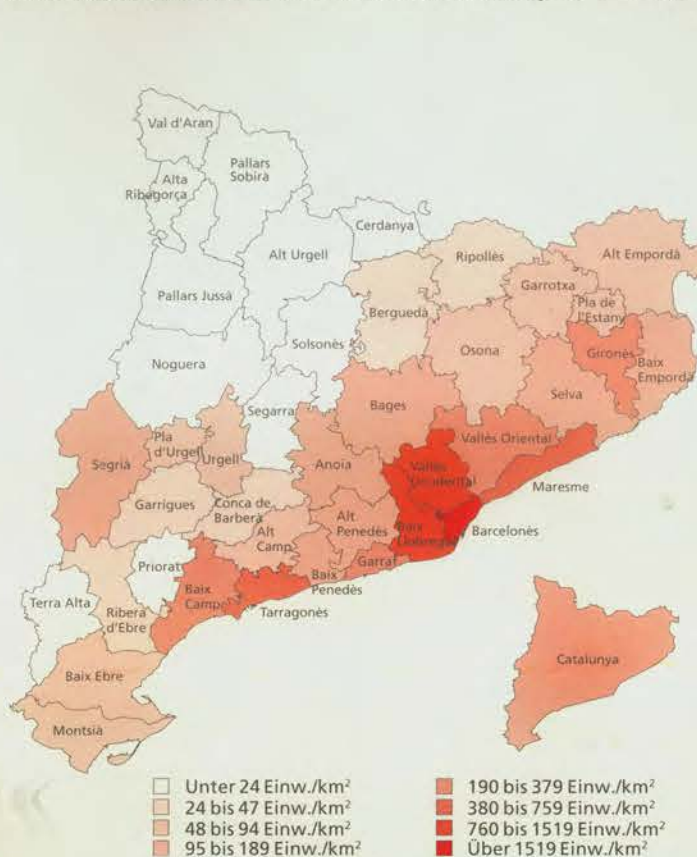 Val d'Aran
Pallars
Sobirà
Alta
Ribagorça
Cerdanya
Alt Urgell
Ripollès
Alt Empordà
Garrotxa
Pallars Jussà
Berguedà
Pla de
l'Estany
Solsonès
Osona
Gironès
Baix
Empordà
Noguera
Selva
Segarra
Bages
Pla
d'Urgell
Urgell
Vallès Oriental
Segrià
Anoia
Vallès
Occidental
Maresme
Garrigues
Conca de
Barberà
Alt
Penedès
Baix
Llobregat
Barcelonès
Alt
Camp
Priorat
Garraf
Baix
Penedès
Terra Alta
Ribera
d'Ebre
Baix
Camp
Tarragonès
Catalunya
Baix Ebre
Montsià
Unter 24 Einw./km²
24 bis 47 Einw./km²
48 bis 94 Einw./km²
95 bis 189 Einw./km²
190 bis 379 Einw./km²
380 bis 759 Einw./km²
760 bis 1519 Einw./km²
Über 1519 Einw./km²